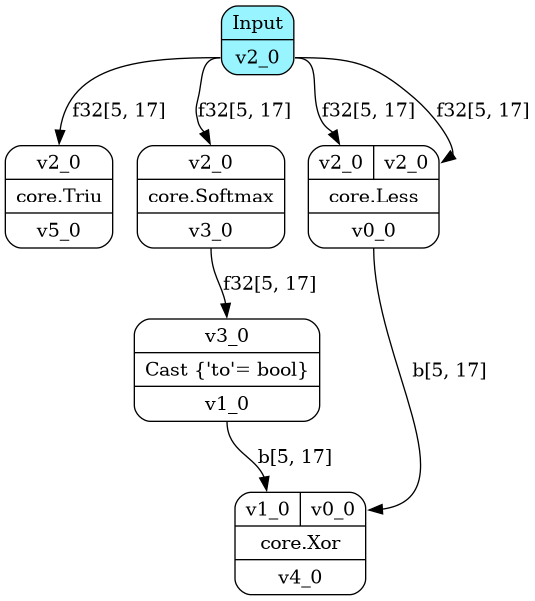 Input
v2_0
f32[5, 17]
f32[5, 17]
f32[5, 17]
f32[5, 17]
v2_0
core.Triu
v5_0
v2_0
core.Softmax
v3_0
v2_0 v2_0
core.Less
v0_0
f32[5, 17]
v3_0
Cast {'to'= bool}
v1_0
b[5, 17]
b[5, 17]
v1_0 v0_0
core.Xor
v4_0